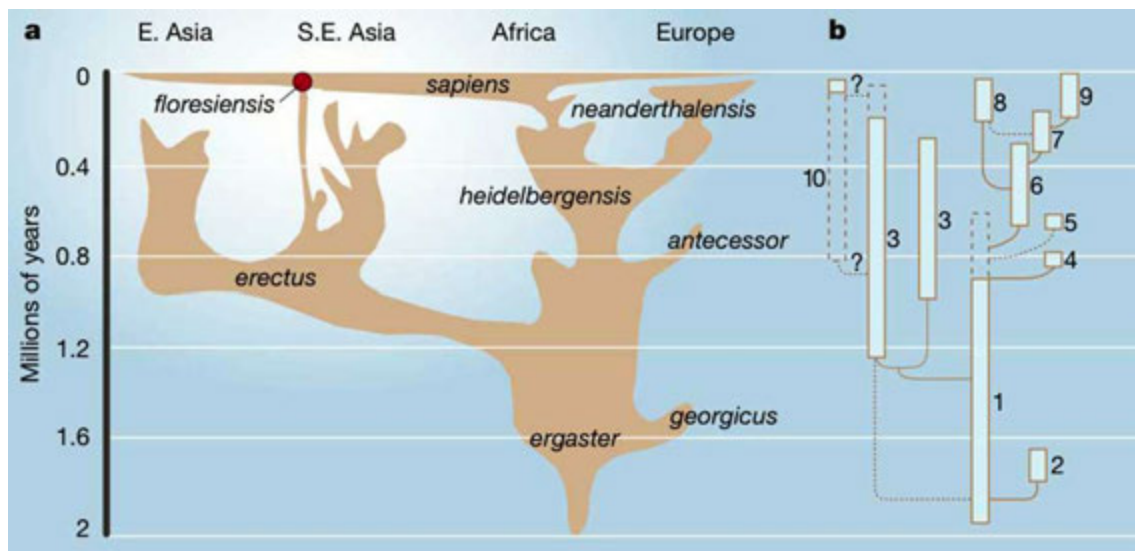 a E. Asia S.E. Asia Africa Europe b
0
sapiens
floresiensis
neanderthalensis
0.4
heidelbergensis
antecessor
0.8
erectus
1.2
georgicus
ergaster
1.6
2
Millions of years
? 8 9
7
10 6
3 3 5
? 4
1
2